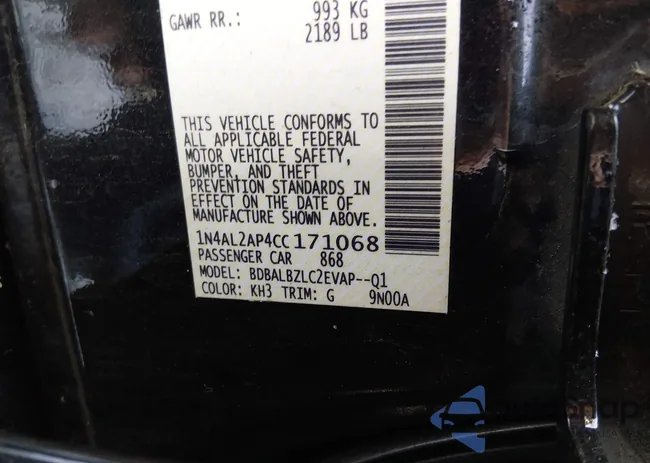 GAWR RR.: 993 KG
2189 LB
THIS VEHICLE CONFORMS TO
ALL APPLICABLE FEDERAL
MOTOR VEHICLE SAFETY,
BUMPER, AND THEFT
PREVENTION STANDARDS IN
EFFECT ON THE DATE OF
MANUFACTURE SHOWN ABOVE.
1N4AL2AP4CC171068
PASSENGER CAR 868
MODEL: BDBALBZLC2EVAP--Q1
COLOR: KH3 TRIM: G 9N00A